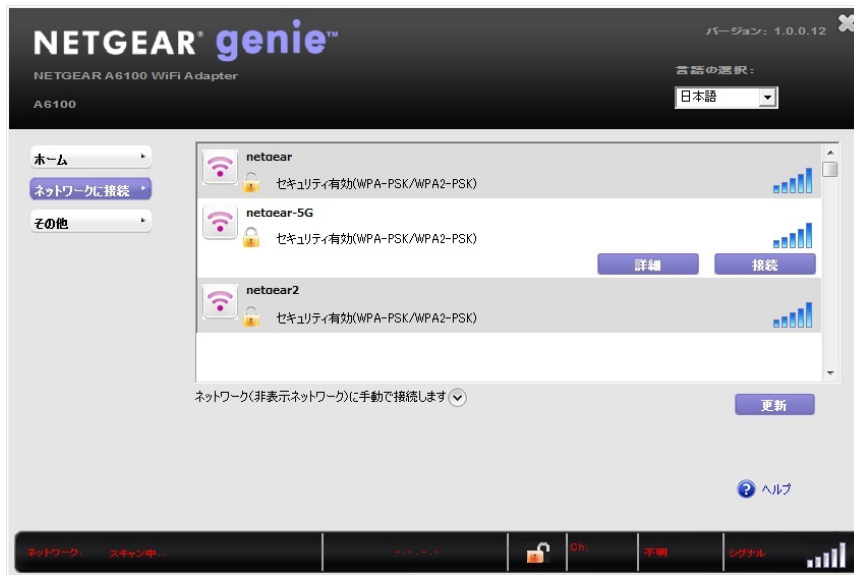 NETGEAR® genie™
バージョン: 1.0.0.12
NETGEAR A6100 WiFi Adapter
言語の選択:
A6100
日本語
ホーム
ネットワークに接続
その他
netgear
セキュリティ有効(WPA-PSK/WPA2-PSK)
netgear-5G
セキュリティ有効(WPA-PSK/WPA2-PSK)
詳細
接続
netgear2
セキュリティ有効(WPA-PSK/WPA2-PSK)
ネットワーク(非表示ネットワーク)に手動で接続します
更新
ヘルプ
ネットワーク: スキャン中... -.-.-.- Ch: 不明 シグナル